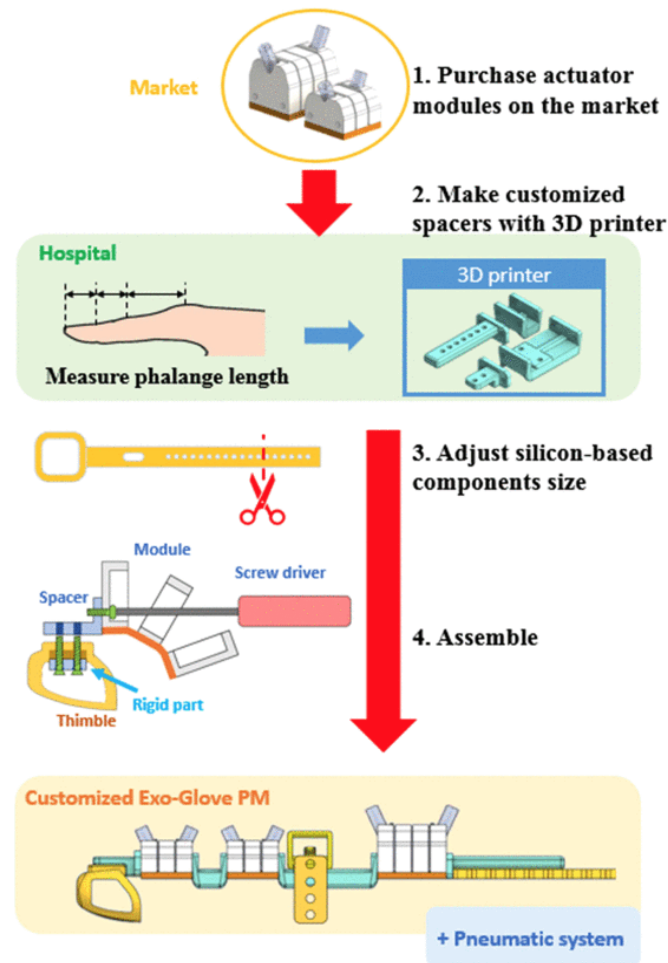 Market
1. Purchase actuator
modules on the market
2. Make customized
spacers with 3D printer
Hospital
3D printer
Measure phalange length
3. Adjust silicon-based
components size
Module
Screw driver
Spacer
4. Assemble
Rigid part
Thimble
Customized Exo-Glove PM
+ Pneumatic system